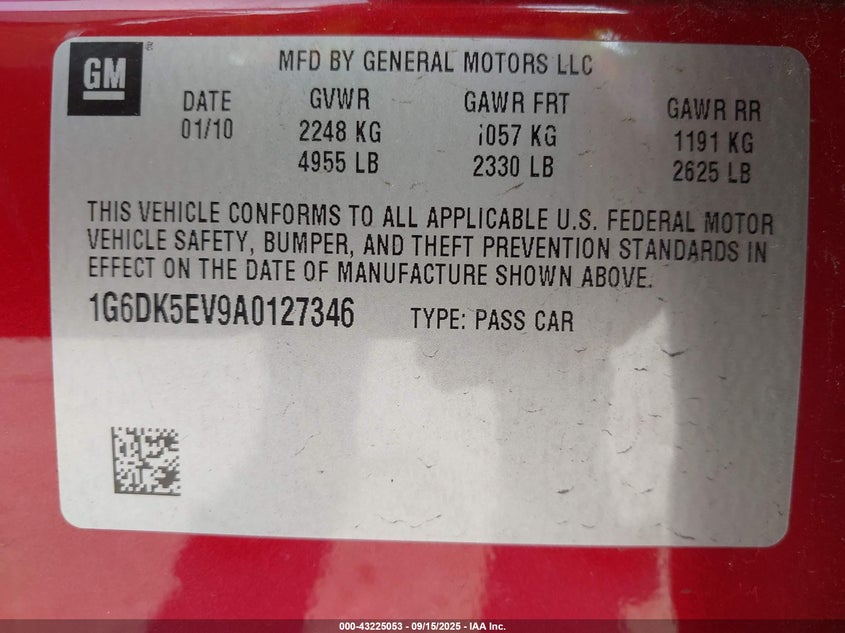 GM
MFD BY GENERAL MOTORS LLC
DATE GVWR GAWR FRT GAWR RR
01/10 2248 KG 1057 KG 1191 KG
4955 LB 2330 LB 2625 LB
THIS VEHICLE CONFORMS TO ALL APPLICABLE U.S. FEDERAL MOTOR
VEHICLE SAFETY, BUMPER, AND THEFT PREVENTION STANDARDS IN
EFFECT ON THE DATE OF MANUFACTURE SHOWN ABOVE.
1G6DK5EV9A0127346 TYPE: PASS CAR
000-43225053 - 09/15/2025 - IAA Inc.